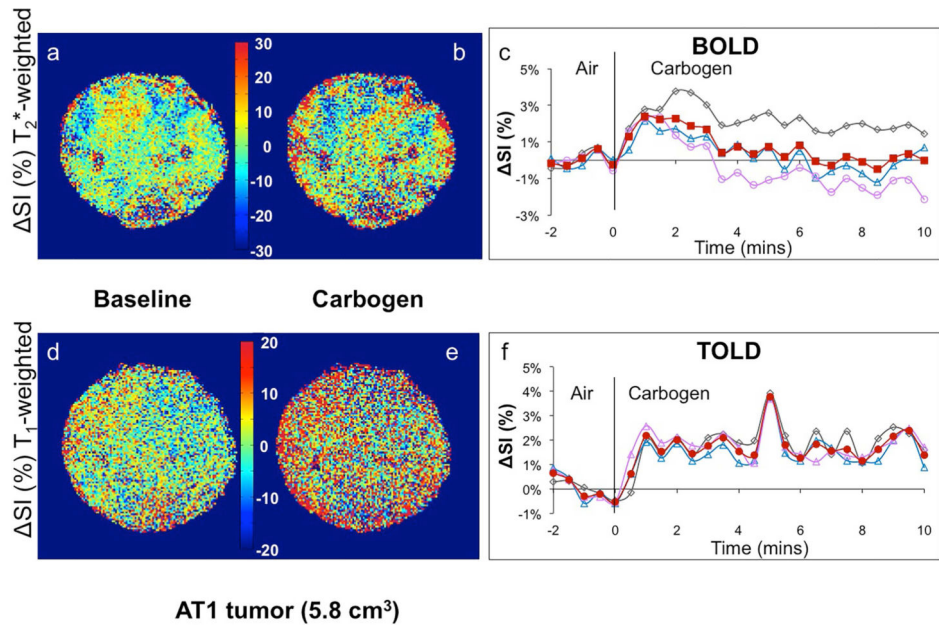 a
b
ΔSI (%) T2*-weighted
30
20
10
0
-10
-20
-30
c
BOLD
Air
Carbogen
ΔSI (%)
5%
3%
1%
-1%
-3%
-2
0
2
4
6
8
10
Time (mins)
Baseline
Carbogen
d
e
ΔSI (%) T1-weighted
20
10
0
-10
-20
f
TOLD
Air
Carbogen
ΔSI (%)
5%
4%
3%
2%
1%
0%
-1%
-2
0
2
4
6
8
10
Time (mins)
AT1 tumor (5.8 cm³)